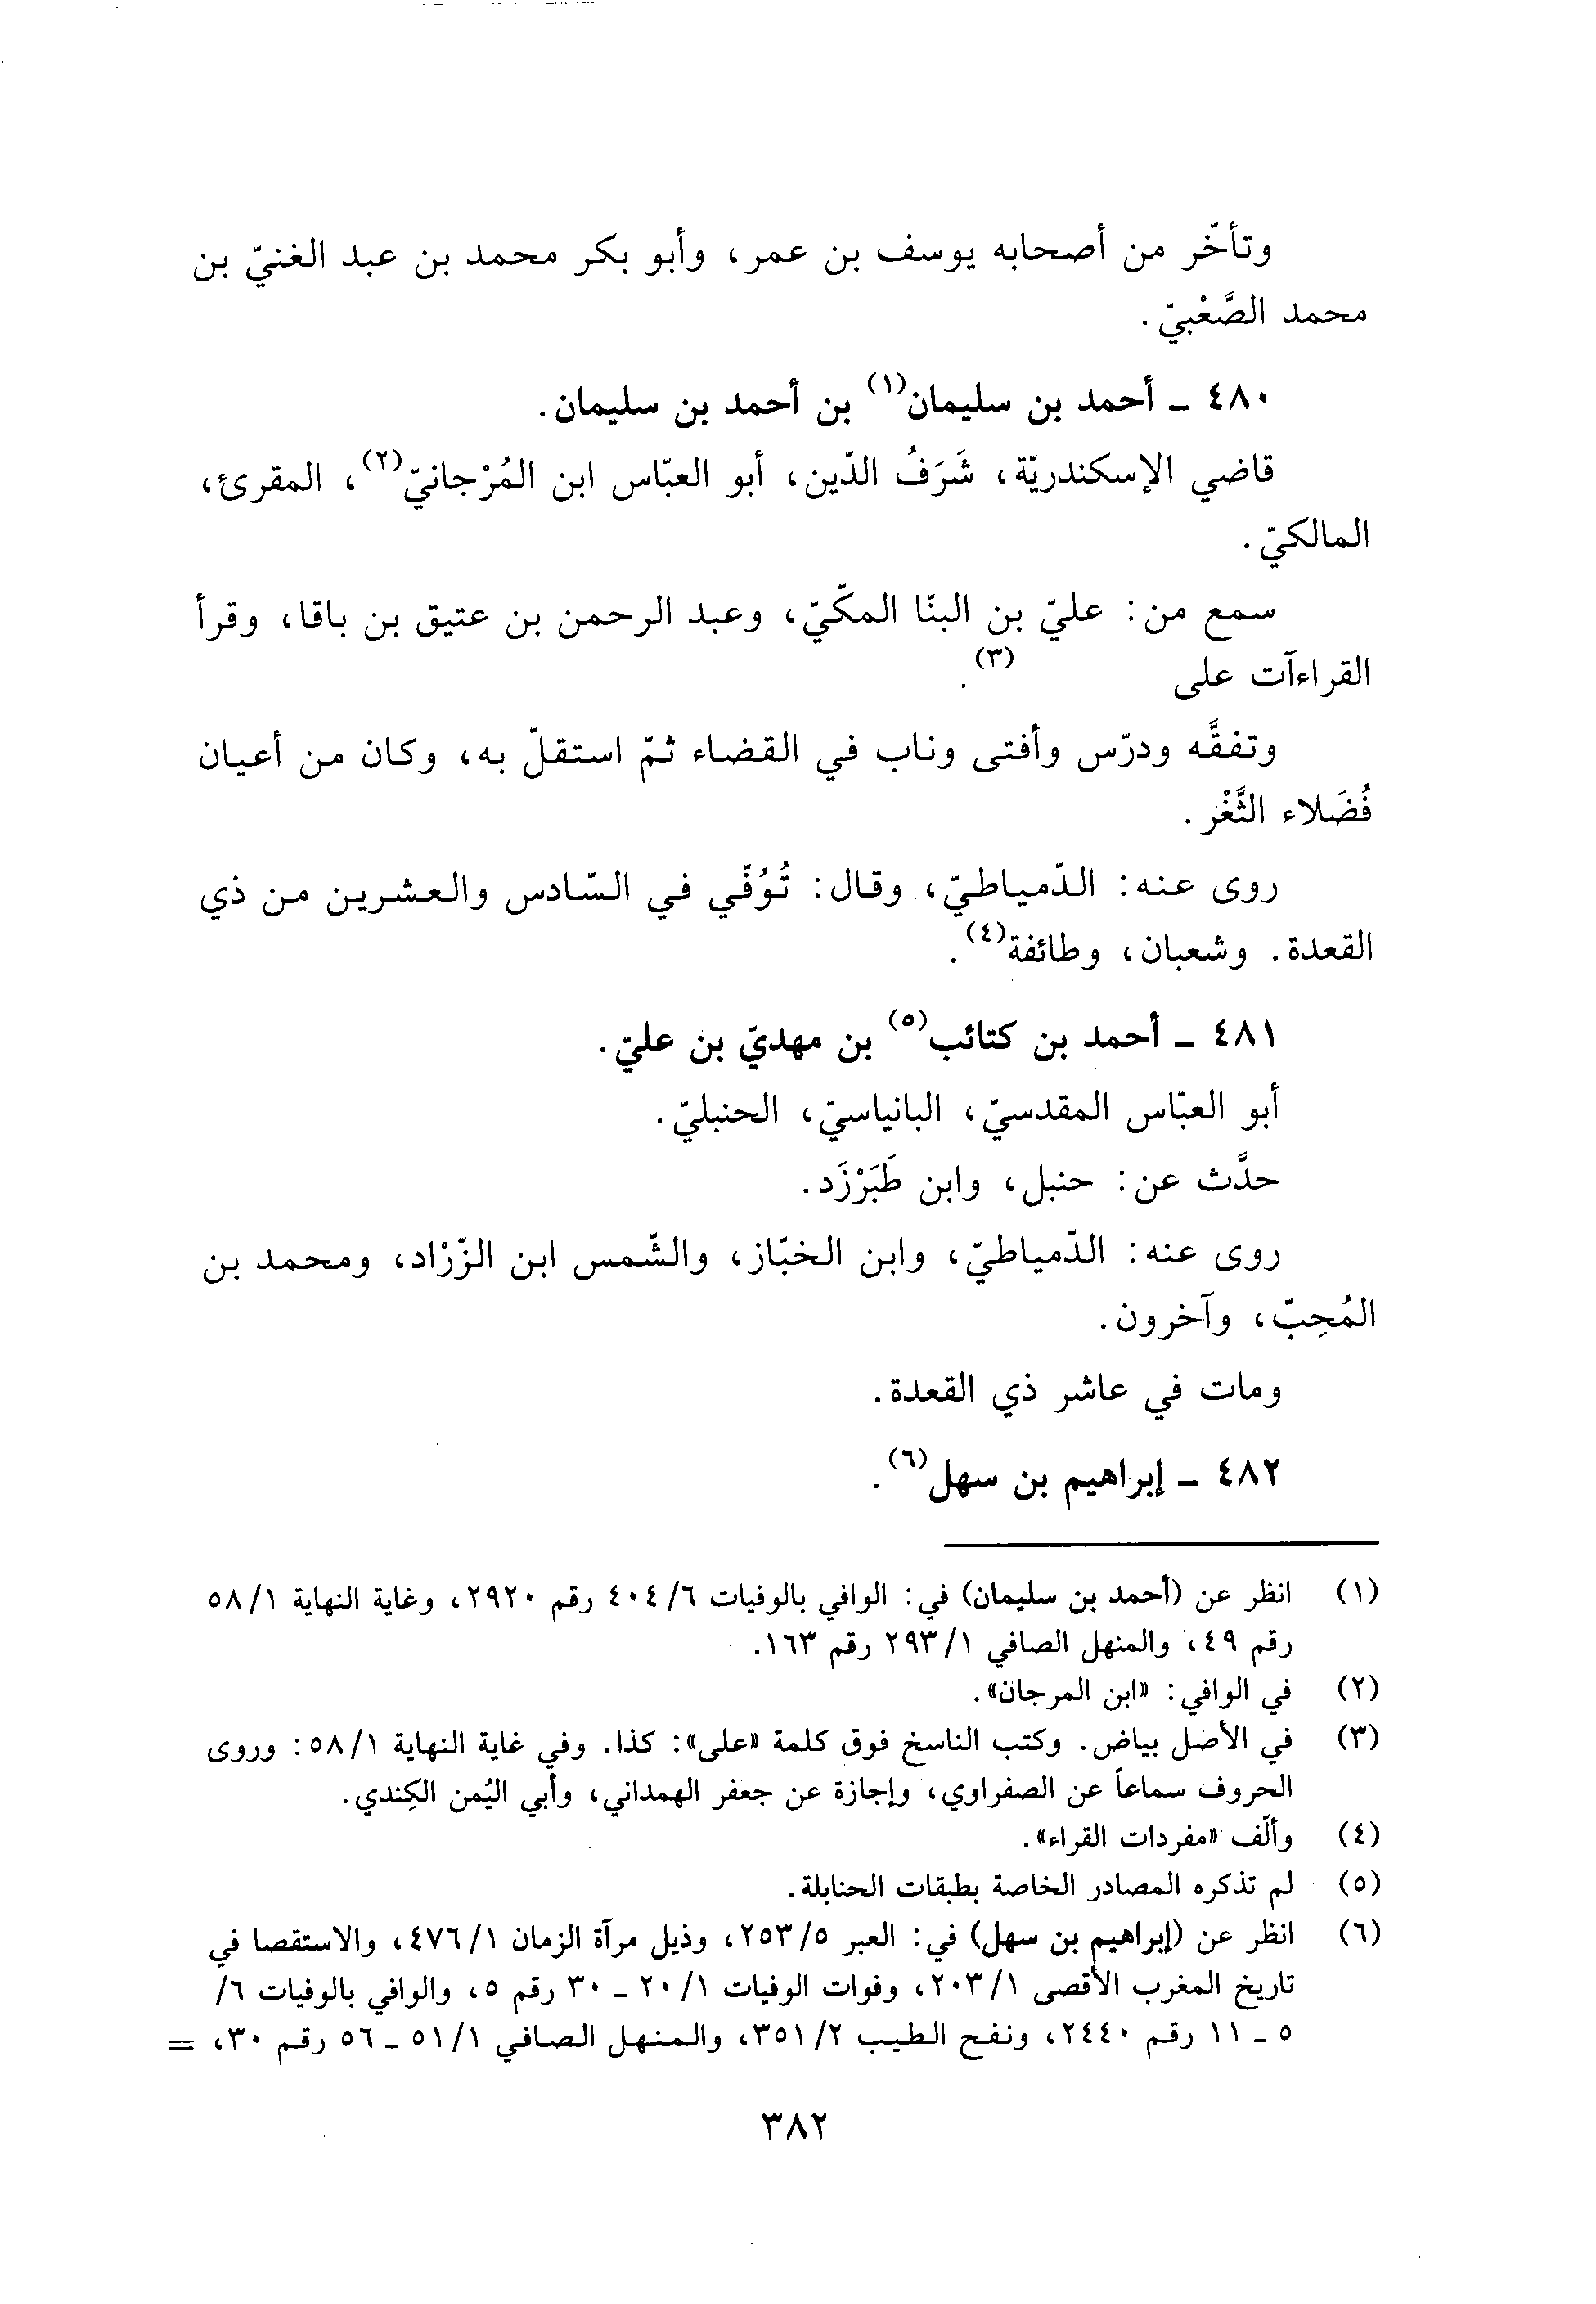 وتأخّر من أصحابه يوسف بن عمر، وأبو بكر محمد بن عبد الغنيّ بن
محمد الصَّعْبيّ.
٤٨٠ ـ أحمد بن سليمان(١) بن أحمد بن سليمان.
قاضي الإسكندريّة، شَرَفُ الدّين، أبو العبّاس ابن المُرْجانيّ(٢)، المقرئ،
المالكيّ.
سمع من: عليّ بن البنّا المكّيّ، وعبد الرحمن بن عتيق بن باقا، وقرأ
القراءآت على (٣).
وتفقَّه ودرّس وأفتى وناب في القضاء ثمّ استقلّ به، وكان من أعيان
فُضَلاء الثَّغْر.
روى عنه: الدّمياطيّ، وقال: تُوُفّي في السّادس والعشرين من ذي
القعدة. وشعبان، وطائفة(٤).
٤٨١ ـ أحمد بن كتائب(٥) بن مهديّ بن عليّ.
أبو العبّاس المقدسيّ، البانياسيّ، الحنبليّ.
حدَّث عن: حنبل، وابن طَبَرْزَد.
روى عنه: الدّمياطيّ، وابن الخبّاز، والشّمس ابن الزّرْاد، ومحمد بن
المُحِبّ، وآخرون.
ومات في عاشر ذي القعدة.
٤٨٢ ـ إبراهيم بن سهل(٦).
(١) انظر عن (أحمد بن سليمان) في: الوافي بالوفيات ٦/ ٤٠٤ رقم ٢٩٢٠، وغاية النهاية ١/ ٥٨
رقم ٤٩، والمنهل الصافي ١/ ٢٩٣ رقم ١٦٣.
(٢) في الوافي: «ابن المرجان».
(٣) في الأصل بياض. وكتب الناسخ فوق كلمة «على»: كذا. وفي غاية النهاية ١/ ٥٨: وروى
الحروف سماعاً عن الصفراوي، وإجازة عن جعفر الهمداني، وأبي اليُمن الكِندي.
(٤) وألّف «مفردات القراء».
(٥) لم تذكره المصادر الخاصة بطبقات الحنابلة.
(٦) انظر عن (إبراهيم بن سهل) في: العبر ٥/ ٢٥٣، وذيل مرآة الزمان ١/ ٤٧٦، والاستقصا في
تاريخ المغرب الأقصى ١/ ٢٠٣، وفوات الوفيات ١/ ٢٠ ـ ٣٠ رقم ٥، والوافي بالوفيات ٦/
٥ ـ ١١ رقم ٢٤٤٠، ونفح الطيب ٢/ ٣٥١، والمنهل الصافي ١/ ٥١ ـ ٥٦ رقم ٣٠، =
٣٨٢